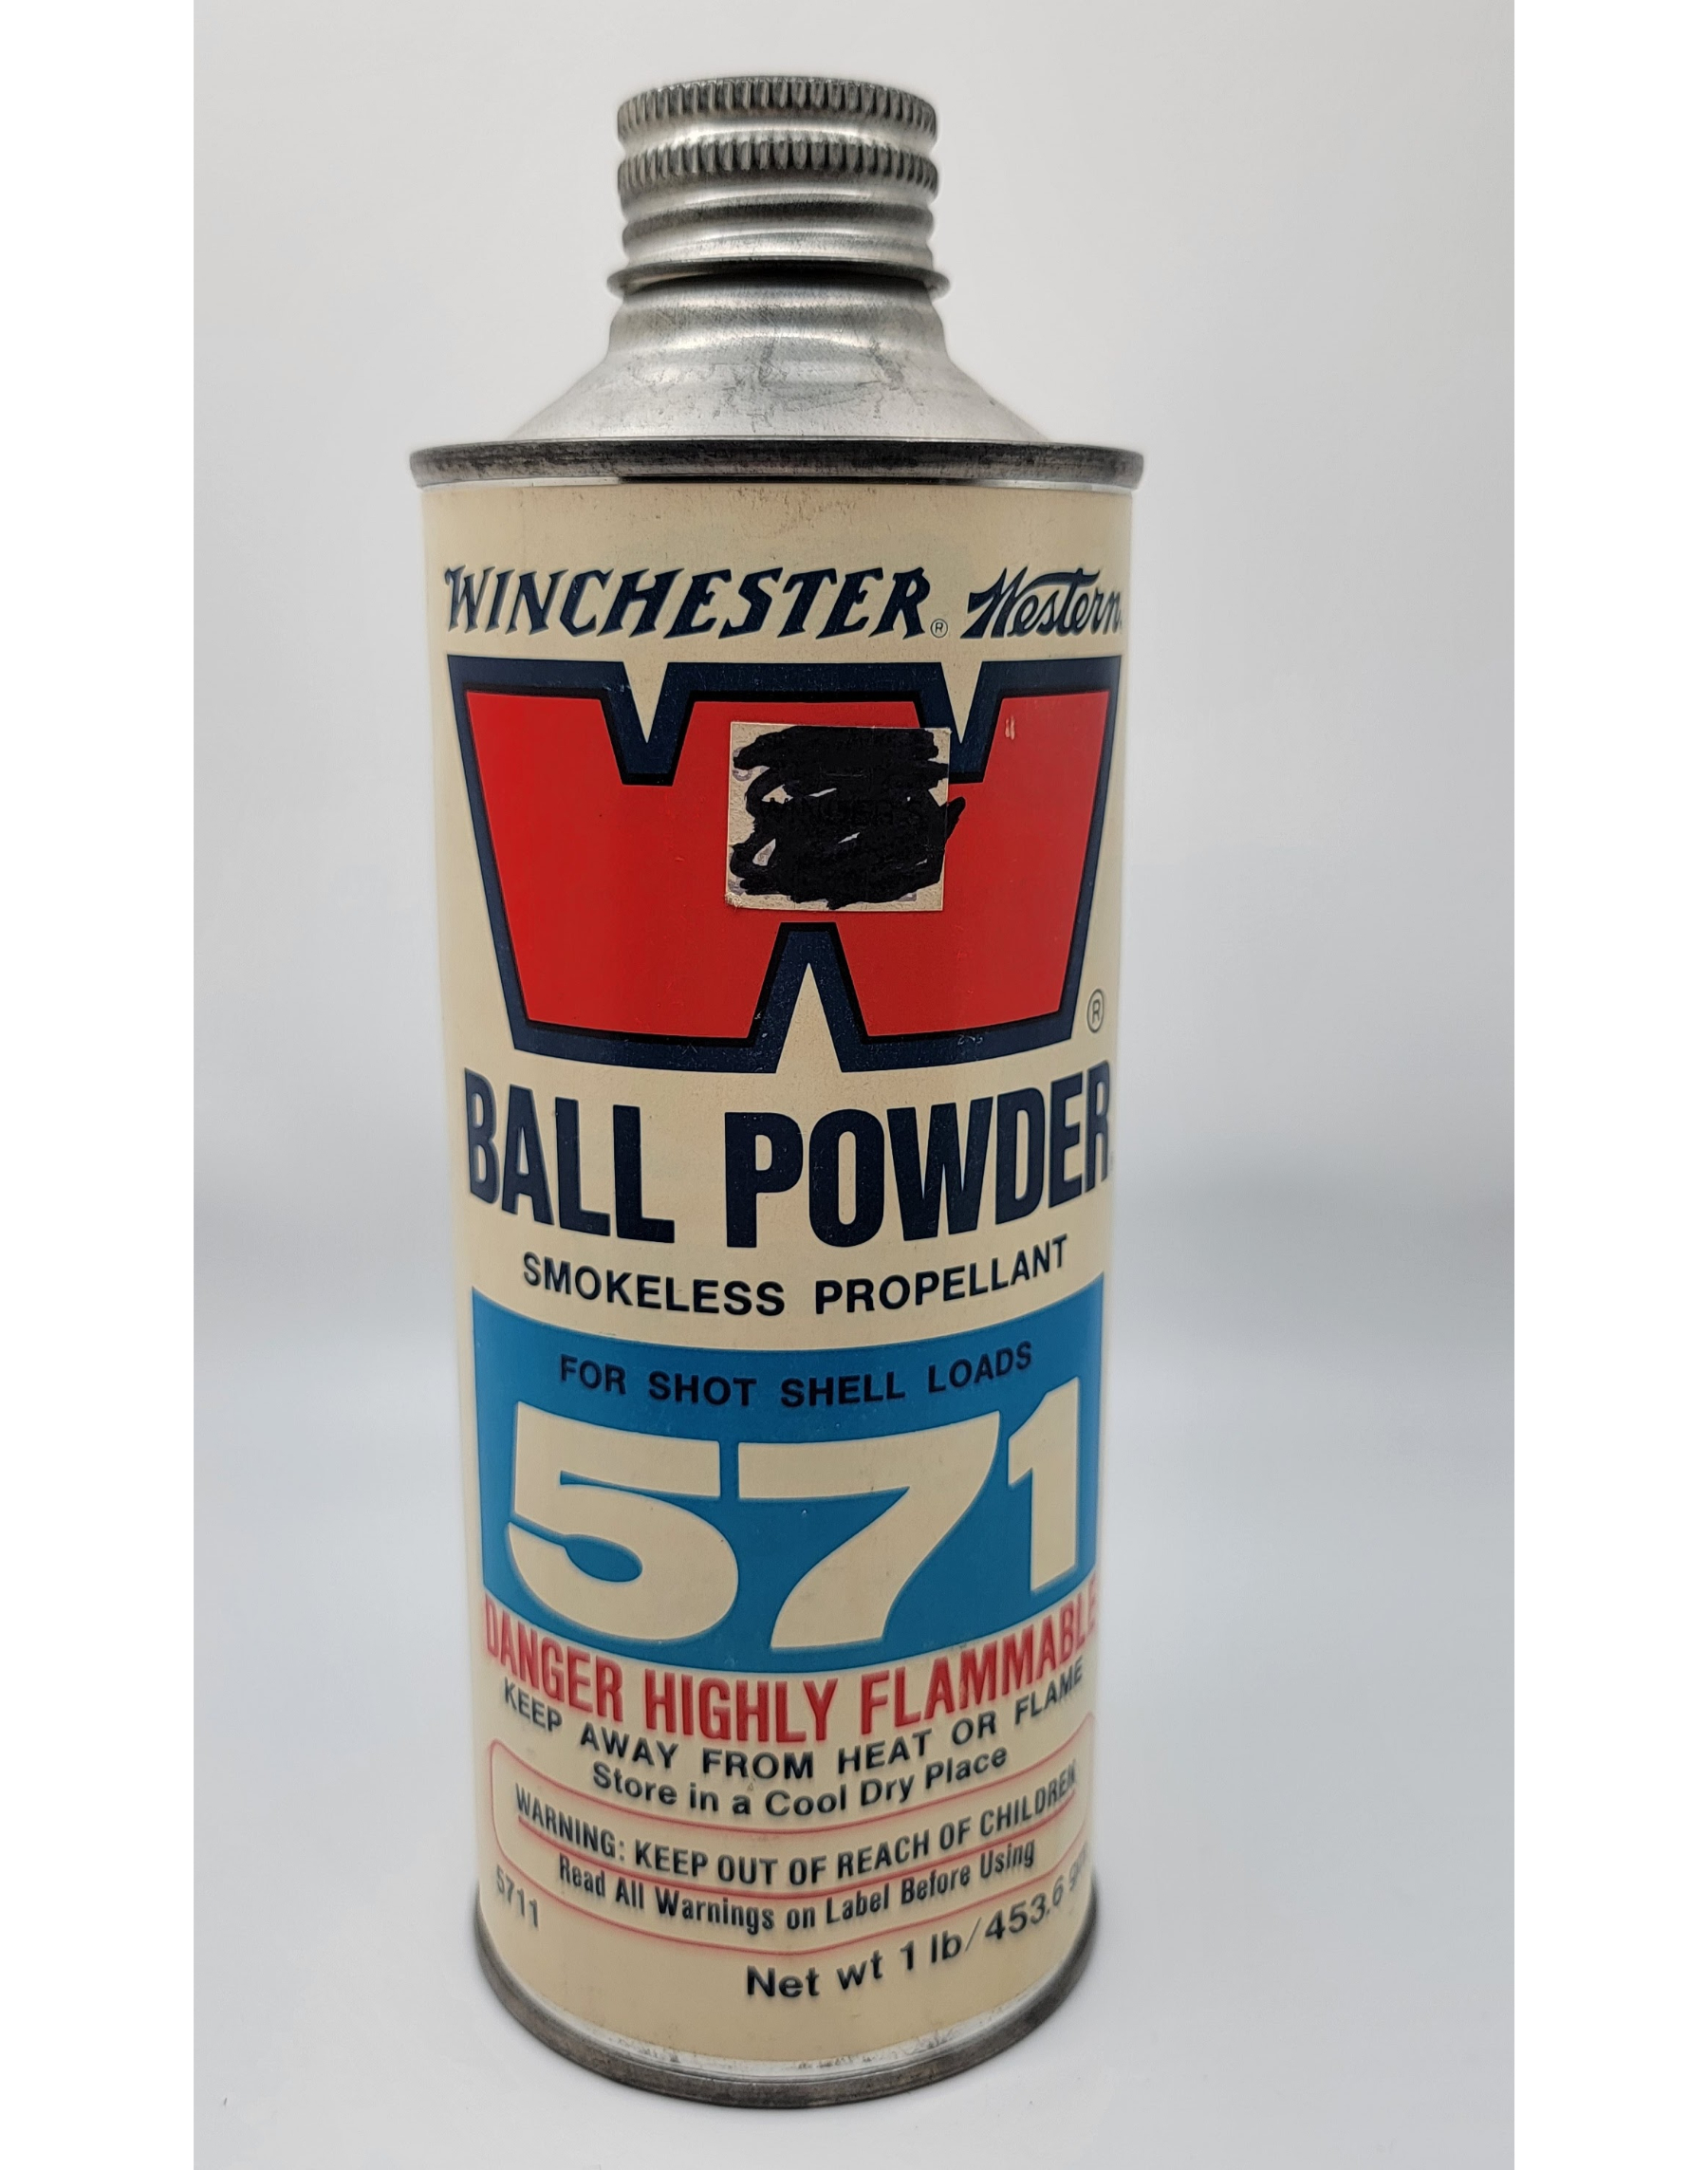 WINCHESTER® Western
W
®
BALL POWDER
SMOKELESS PROPELLANT
FOR SHOT SHELL LOADS
571
DANGER HIGHLY FLAMMABLE
KEEP AWAY FROM HEAT OR FLAME
Store in a Cool Dry Place
WARNING: KEEP OUT OF REACH OF CHILDREN
Read All Warnings on Label Before Using
5711
Net wt 1 lb/453.6 gm